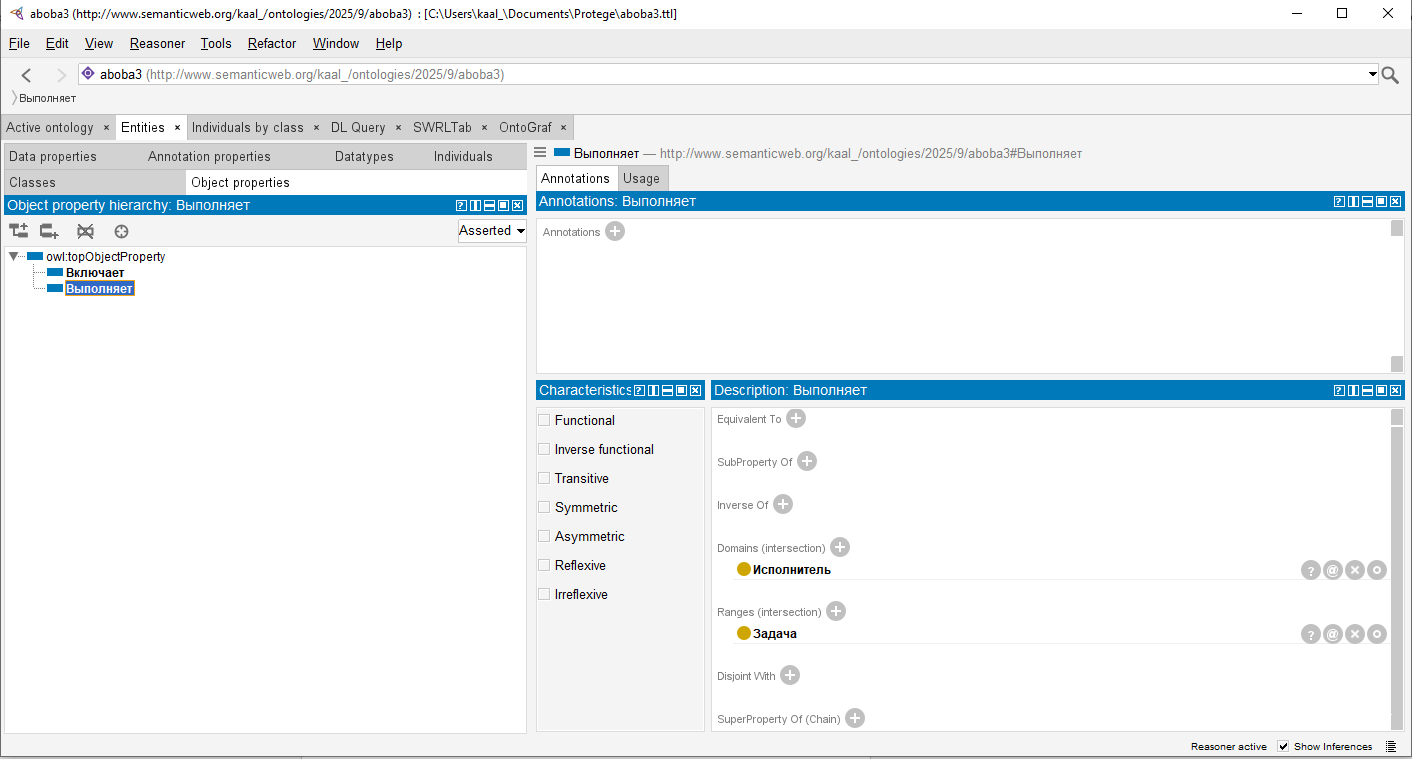 aboba3 (http://www.semanticweb.org/kaal_/ontologies/2025/9/aboba3) : [C:\Users\kaal_\Documents\Protege\aboba3.ttl]
File Edit View Reasoner Tools Refactor Window Help
aboba3 (http://www.semanticweb.org/kaal_/ontologies/2025/9/aboba3)
Выполняет
Active ontology × Entities × Individuals by class × DL Query × SWRLTab × OntoGraf ×
Data properties Annotation properties Datatypes Individuals
Classes Object properties
Object property hierarchy: Выполняет
Asserted
owl:topObjectProperty
Включает
Выполняет
Выполняет — http://www.semanticweb.org/kaal_/ontologies/2025/9/aboba3#Выполняет
Annotations Usage
Annotations: Выполняет
Annotations
Characteristics
Functional
Inverse functional
Transitive
Symmetric
Asymmetric
Reflexive
Irreflexive
Description: Выполняет
Equivalent To
SubProperty Of
Inverse Of
Domains (intersection)
Исполнитель
Ranges (intersection)
Задача
Disjoint With
SuperProperty Of (Chain)
Reasoner active Show Inferences